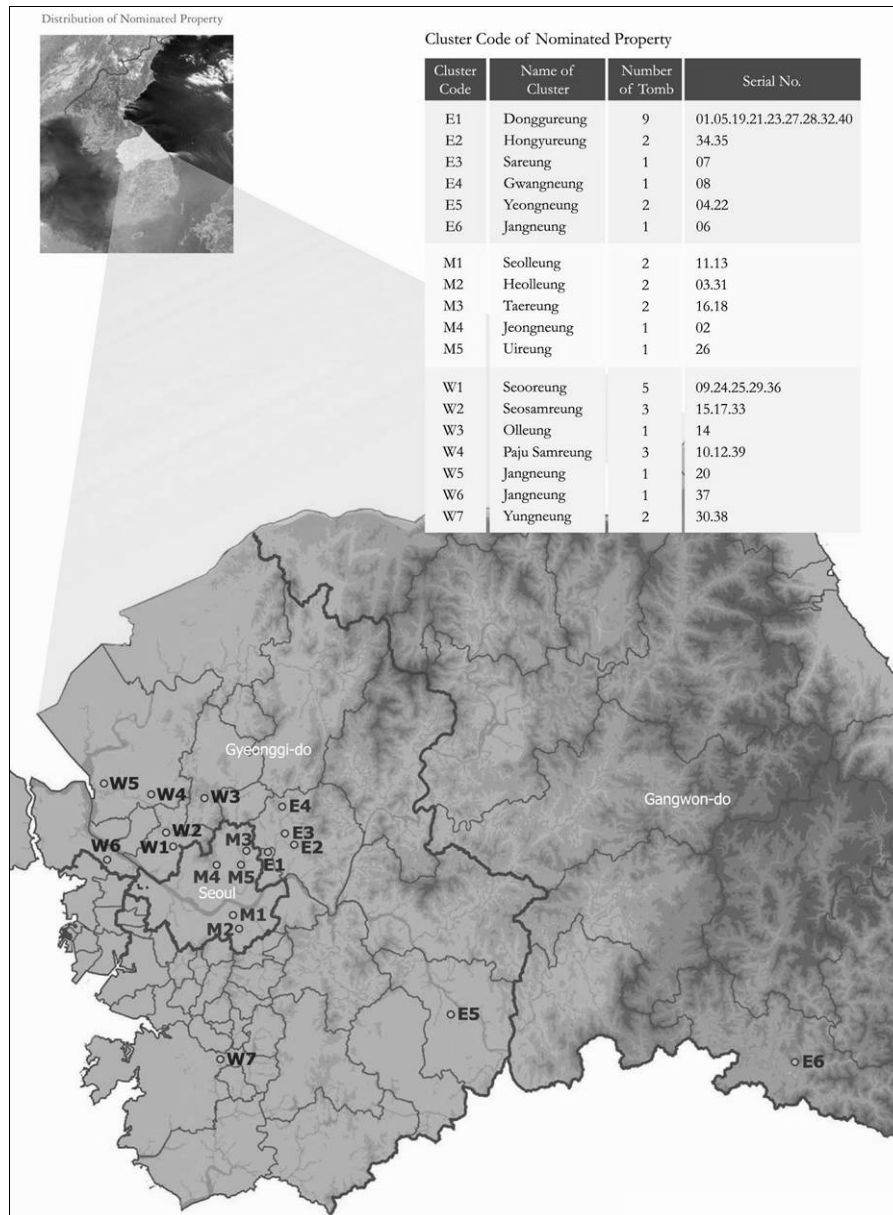 Distribution of Nominated Property
Cluster Code of Nominated Property
Cluster Code Name of Cluster Number of Tomb Serial No.
E1 Donggureung 9 01.05.19.21.23.27.28.32.40
E2 Hongyureung 2 34.35
E3 Sareung 1 07
E4 Gwangneung 1 08
E5 Yeongneung 2 04.22
E6 Jangneung 1 06
M1 Seolleung 2 11.13
M2 Heolleung 2 03.31
M3 Taereung 2 16.18
M4 Jeongneung 1 02
M5 Uireung 1 26
W1 Seooreung 5 09.24.25.29.36
W2 Seosamreung 3 15.17.33
W3 Olleung 1 14
W4 Paju Samreung 3 10.12.39
W5 Jangneung 1 20
W6 Jangneung 1 37
W7 Yungneung 2 30.38
Gyeonggi-do
W5
W4
W3
E4
Gangwon-do
W2
E3
W1
M3
E2
W6
E1
M4
M5
Seoul
M1
M2
E5
W7
E6